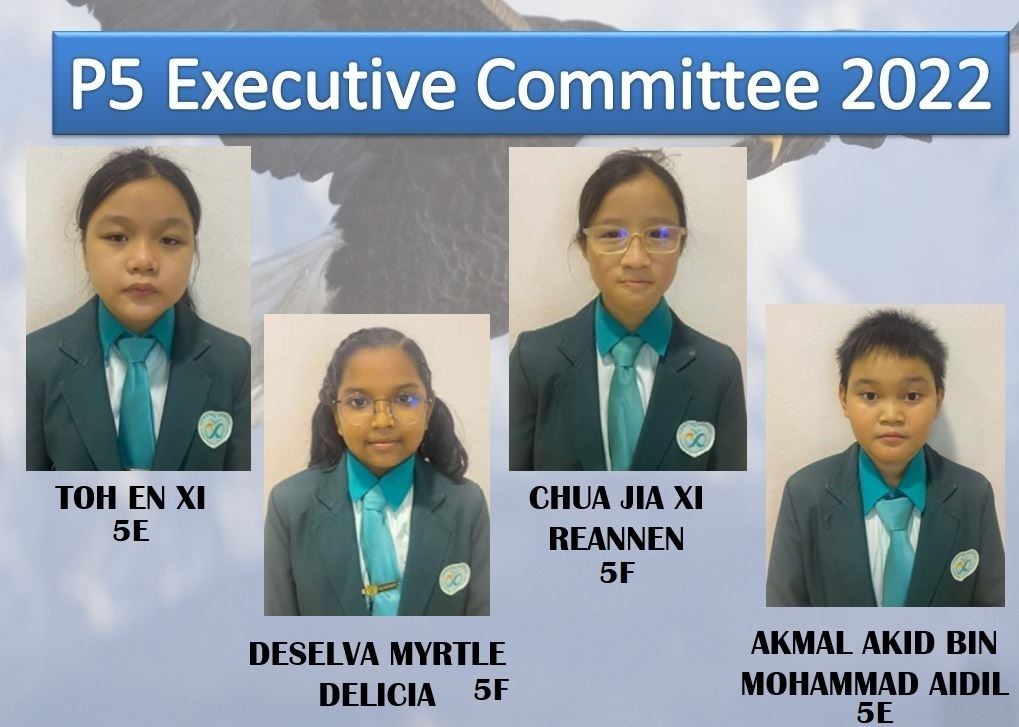 P5 Executive Committee 2022
TOH EN XI
5E
DESELVA MYRTLE
DELICIA 5F
CHUA JIA XI
REANNEN
5F
AKMAL AKID BIN
MOHAMMAD AIDIL
5E